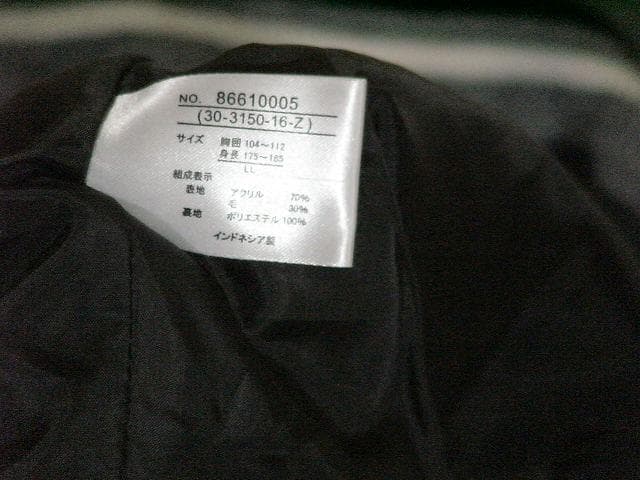 NO. 86610005
(30-3150-16-Z)
サイズ 胸囲 104～112
身長 175～185
LL
組成表示
表地 アクリル 70%
毛 30%
裏地 ポリエステル 100%
インドネシア製